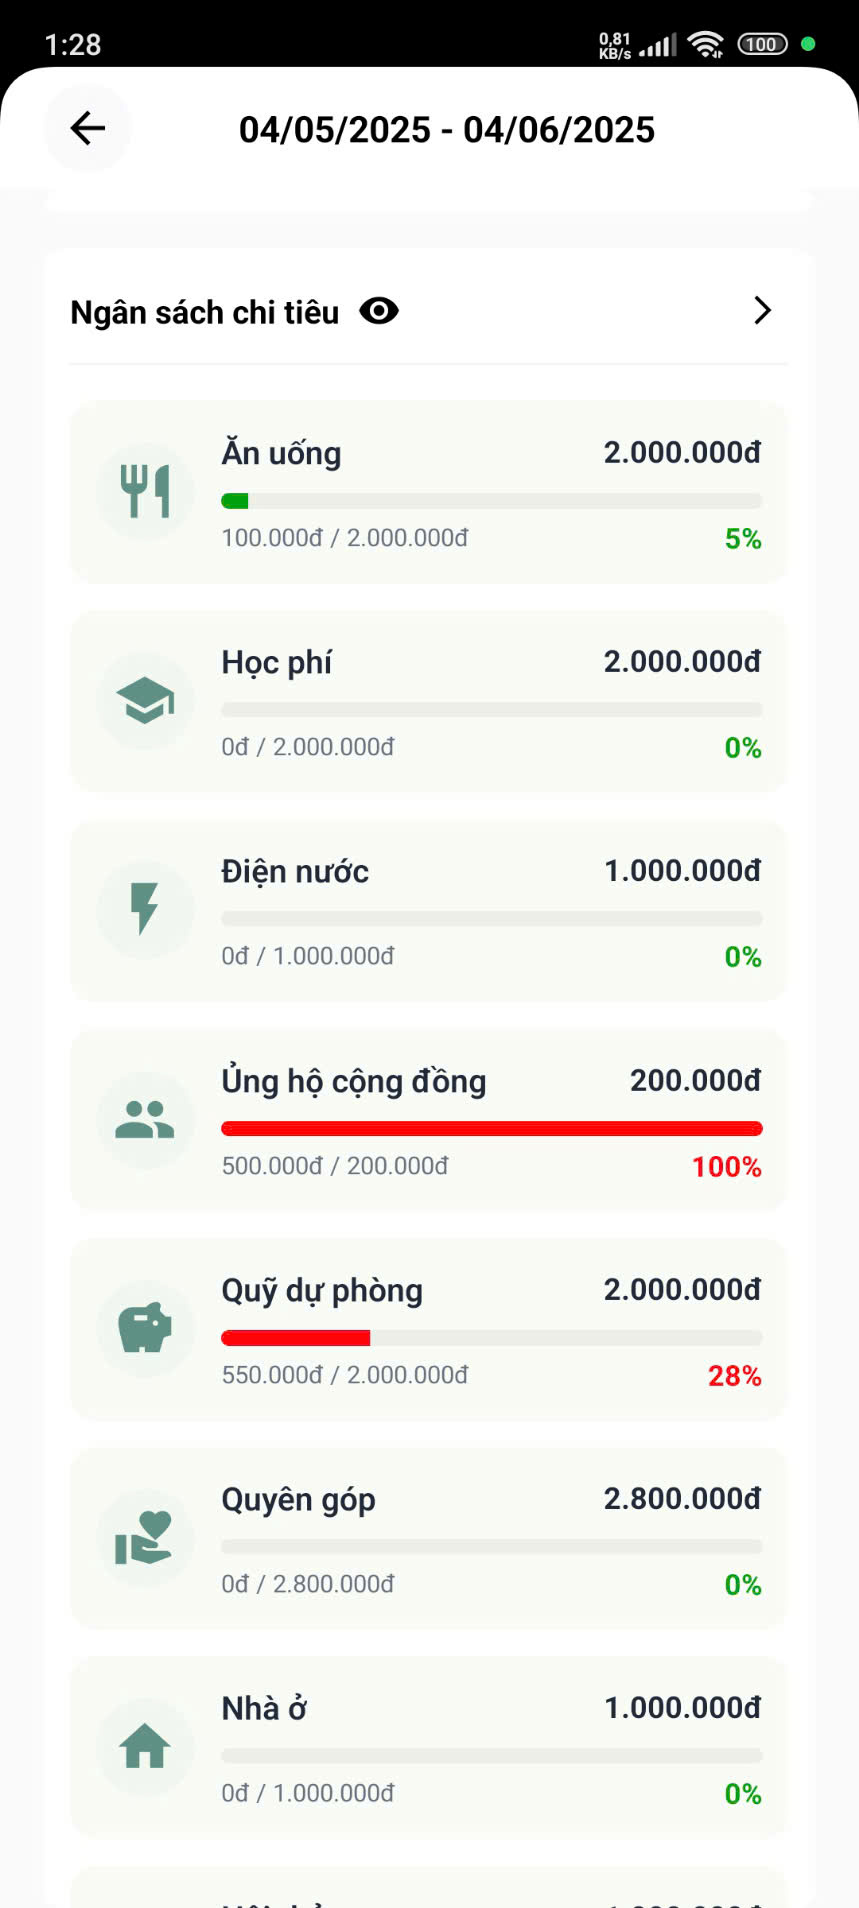 1:28
0,81
KB/s
100
04/05/2025 - 04/06/2025
Ngân sách chi tiêu
Ăn uống 2.000.000đ
100.000đ / 2.000.000đ 5%
Học phí 2.000.000đ
0đ / 2.000.000đ 0%
Điện nước 1.000.000đ
0đ / 1.000.000đ 0%
Ủng hộ cộng đồng 200.000đ
500.000đ / 200.000đ 100%
Quỹ dự phòng 2.000.000đ
550.000đ / 2.000.000đ 28%
Quyên góp 2.800.000đ
0đ / 2.800.000đ 0%
Nhà ở 1.000.000đ
0đ / 1.000.000đ 0%